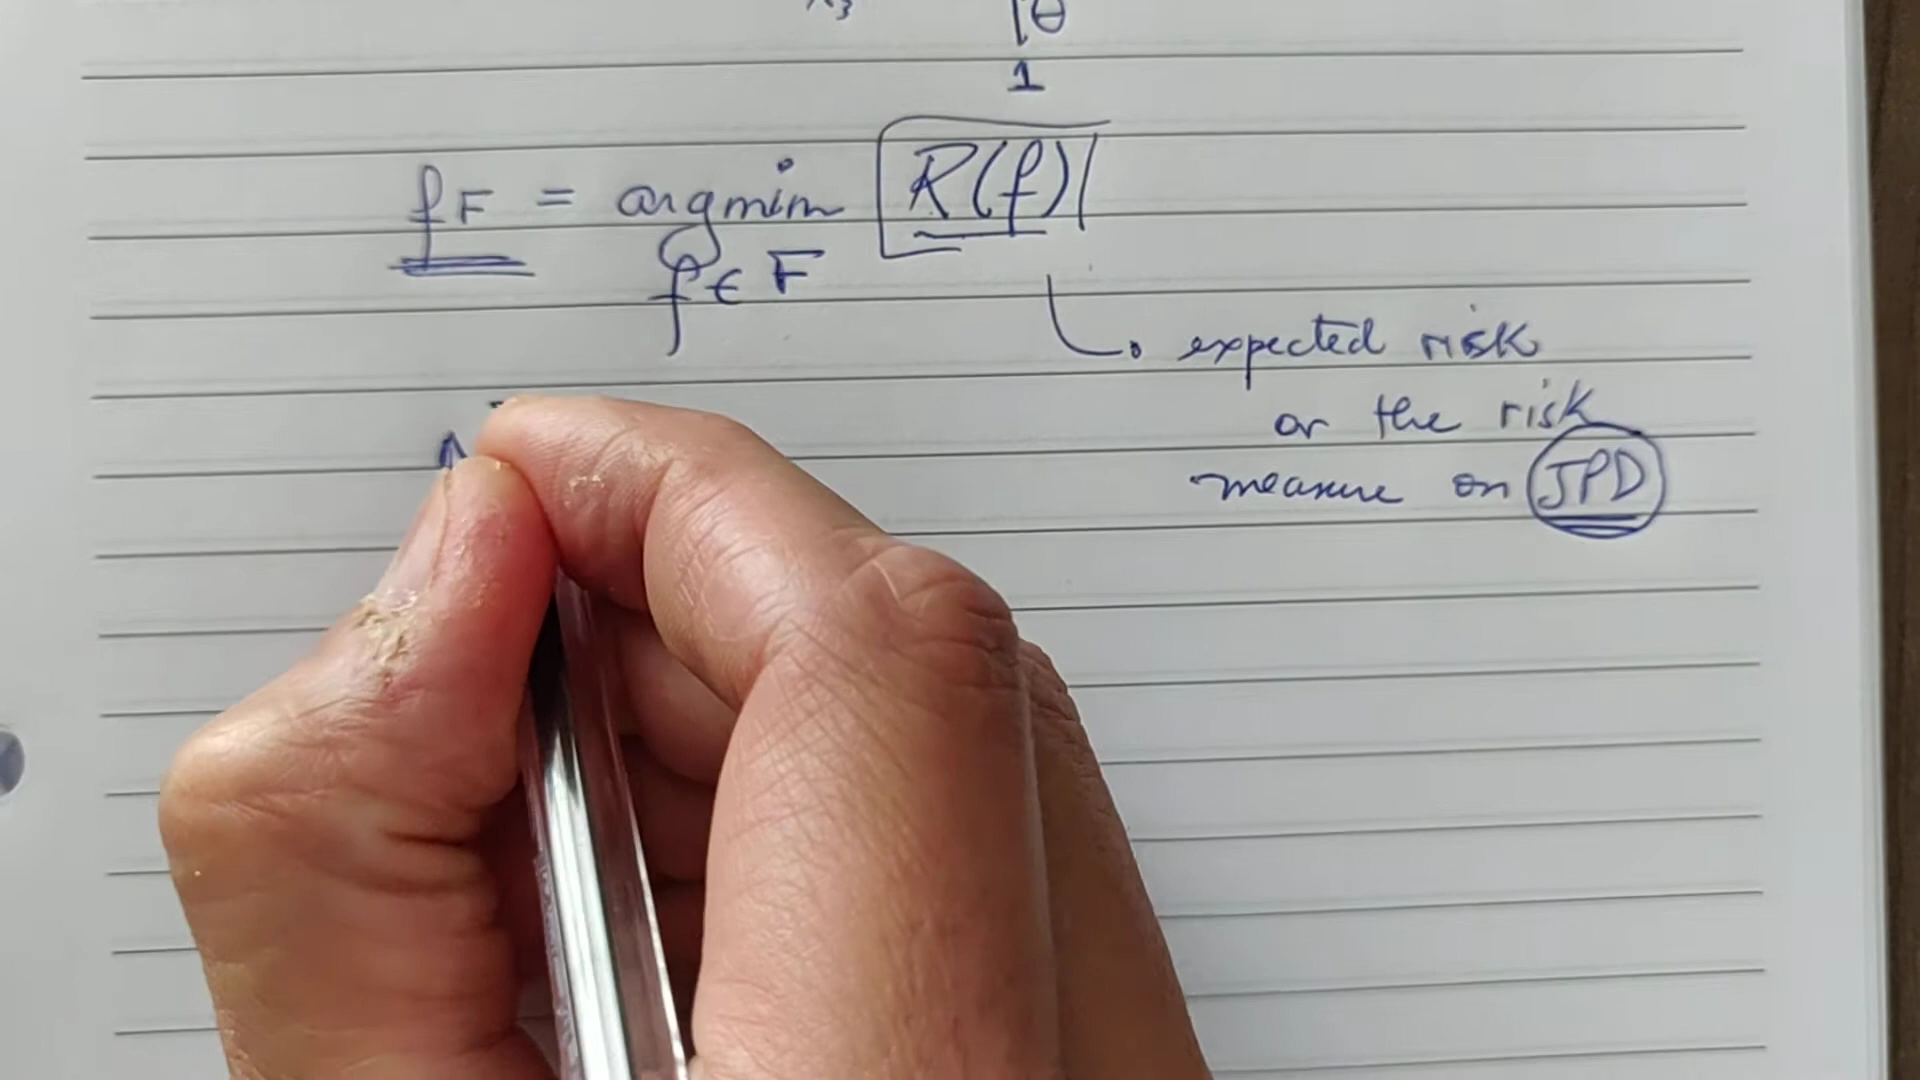 θ
1
f_F = argmin R(f)
f ∈ F
expected risk
or the risk
measure on JPD